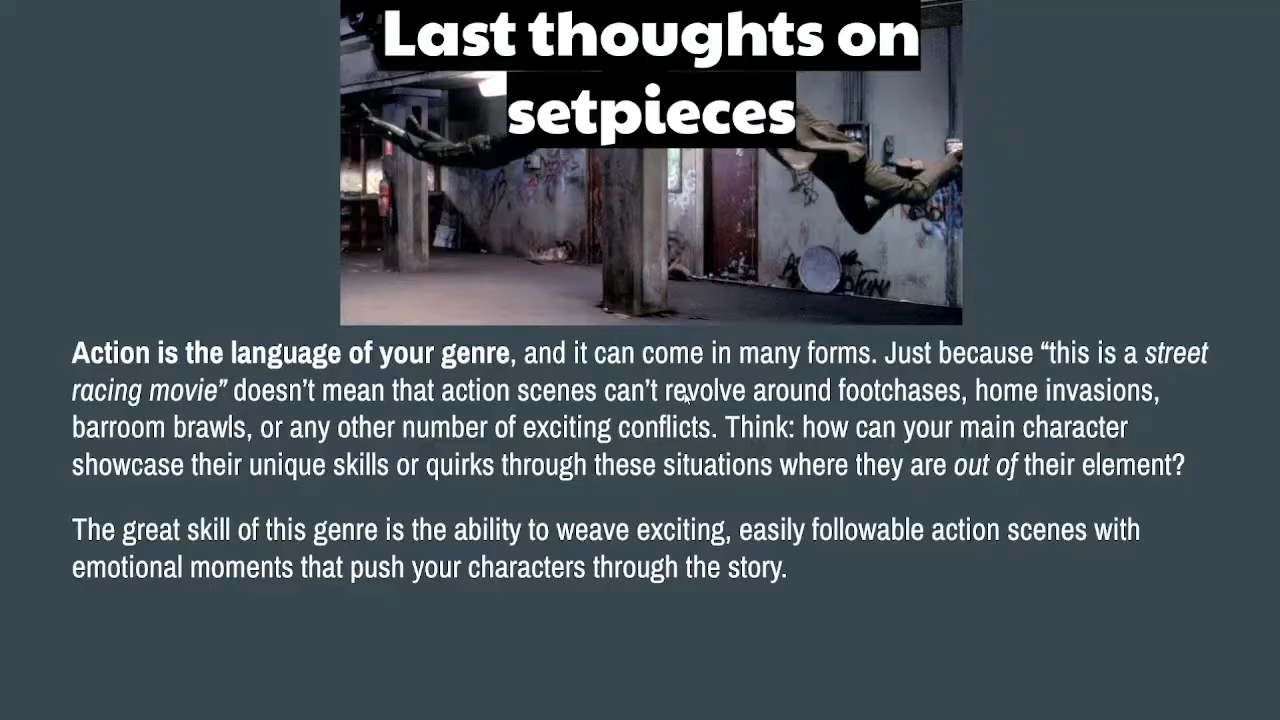 Last thoughts on
setpieces
Action is the language of your genre, and it can come in many forms. Just because “this is a street
racing movie” doesn’t mean that action scenes can’t revolve around footchases, home invasions,
barroom brawls, or any other number of exciting conflicts. Think: how can your main character
showcase their unique skills or quirks through these situations where they are out of their element?
The great skill of this genre is the ability to weave exciting, easily followable action scenes with
emotional moments that push your characters through the story.